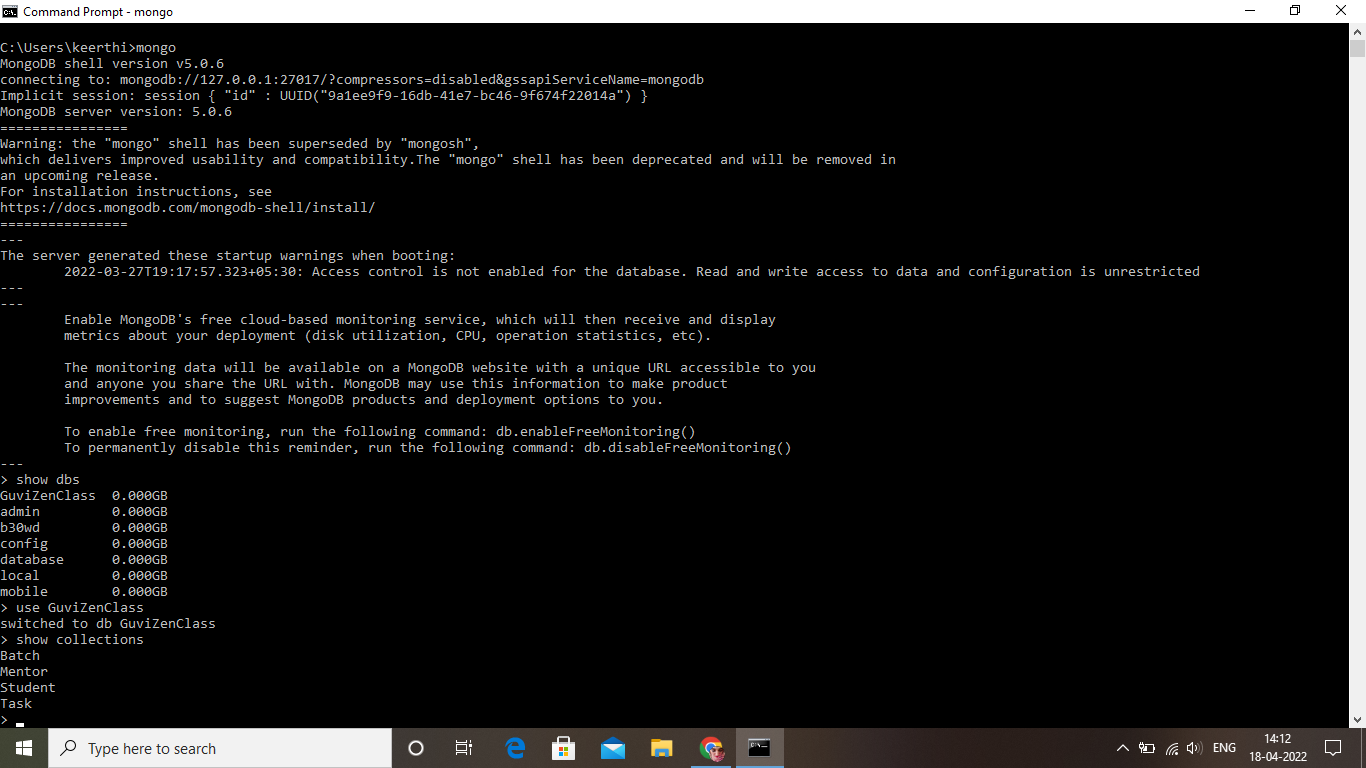 Command Prompt - mongo
C:\Users\keerthi>mongo
MongoDB shell version v5.0.6
connecting to: mongodb://127.0.0.1:27017/?compressors=disabled&gssapiServiceName=mongodb
Implicit session: session { "id" : UUID("9a1ee9f9-16db-41e7-bc46-9f674f22014a") }
MongoDB server version: 5.0.6
================
Warning: the "mongo" shell has been superseded by "mongosh",
which delivers improved usability and compatibility.The "mongo" shell has been deprecated and will be removed in
an upcoming release.
For installation instructions, see
https://docs.mongodb.com/mongodb-shell/install/
================
---
The server generated these startup warnings when booting:
        2022-03-27T19:17:57.323+05:30: Access control is not enabled for the database. Read and write access to data and configuration is unrestricted
---
---
        Enable MongoDB's free cloud-based monitoring service, which will then receive and display
        metrics about your deployment (disk utilization, CPU, operation statistics, etc).

        The monitoring data will be available on a MongoDB website with a unique URL accessible to you
        and anyone you share the URL with. MongoDB may use this information to make product
        improvements and to suggest MongoDB products and deployment options to you.

        To enable free monitoring, run the following command: db.enableFreeMonitoring()
        To permanently disable this reminder, run the following command: db.disableFreeMonitoring()
---
> show dbs
GuviZenClass  0.000GB
admin         0.000GB
b30wd         0.000GB
config        0.000GB
database      0.000GB
local         0.000GB
mobile        0.000GB
> use GuviZenClass
switched to db GuviZenClass
> show collections
Batch
Mentor
Student
Task
>
Type here to search
ENG
14:12
18-04-2022